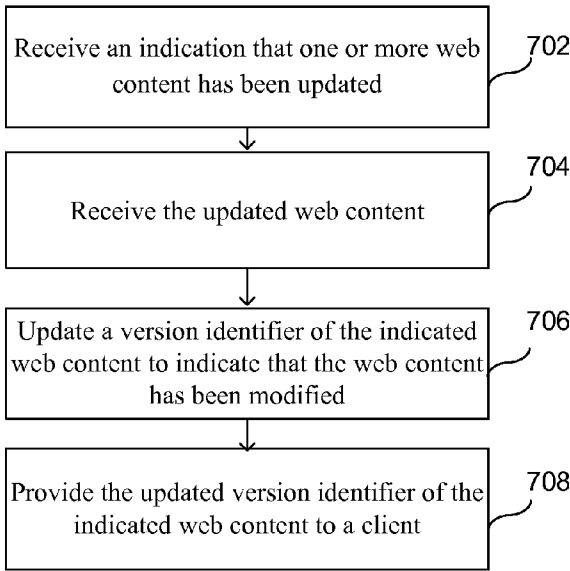 Receive an indication that one or more web
content has been updated
702
Receive the updated web content
704
Update a version identifier of the indicated
web content to indicate that the web content
has been modified
706
Provide the updated version identifier of the
indicated web content to a client
708